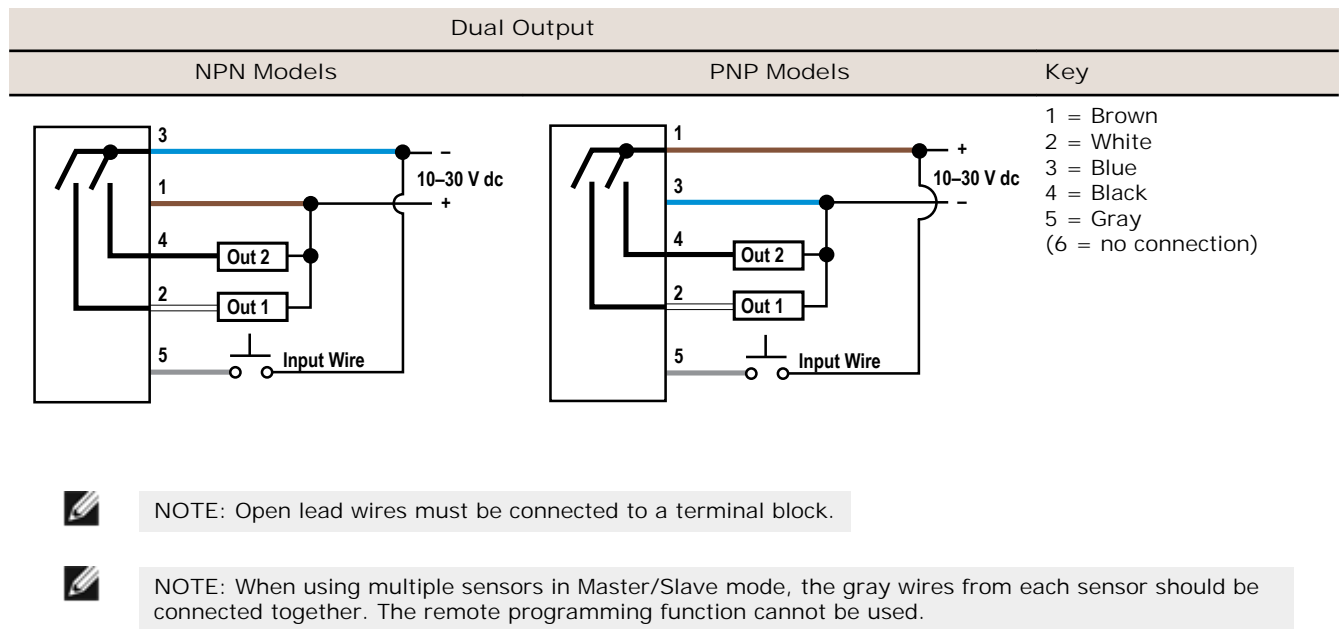 Dual Output
NPN Models
PNP Models
Key
3
–
10–30 V dc
1
+
4
Out 2
2
Out 1
5
Input Wire
1
+
10–30 V dc
3
–
4
Out 2
2
Out 1
5
Input Wire
1 = Brown
2 = White
3 = Blue
4 = Black
5 = Gray
(6 = no connection)
NOTE: Open lead wires must be connected to a terminal block.
NOTE: When using multiple sensors in Master/Slave mode, the gray wires from each sensor should be
connected together. The remote programming function cannot be used.